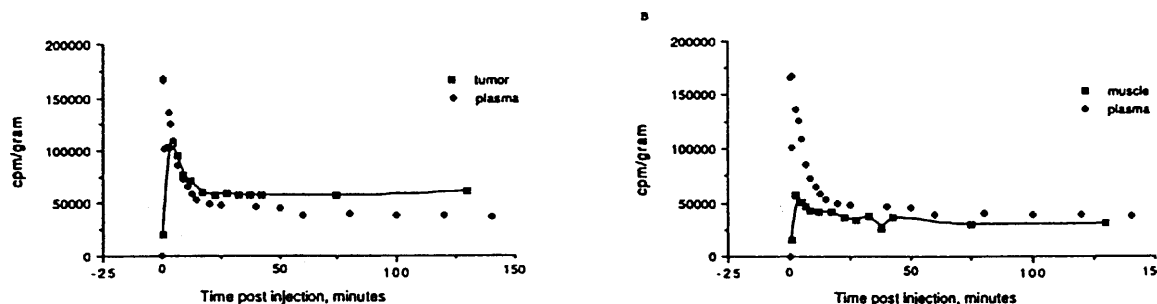 B
200000
150000
100000
50000
0
cpm/gram
tumor
plasma
-25
0
50
100
150
Time post injection, minutes
200000
150000
100000
50000
0
cpm/gram
muscle
plasma
-25
0
50
100
15
Time post injection, minutes